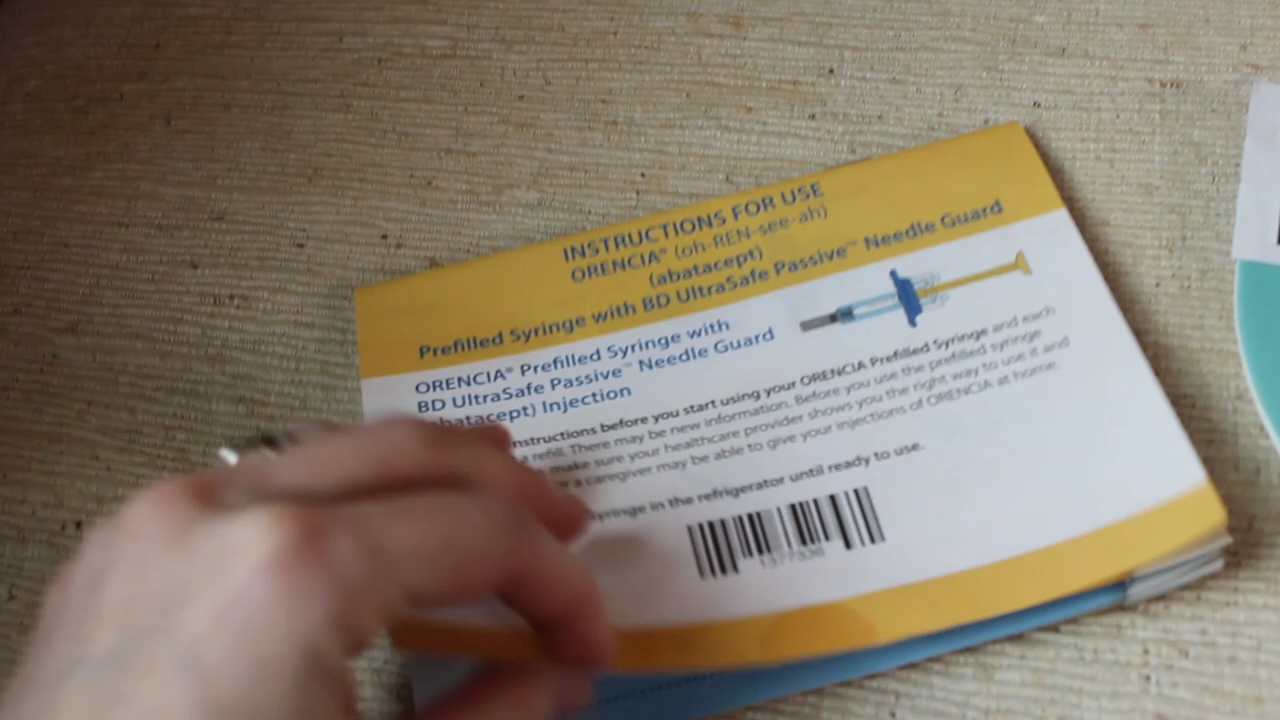 INSTRUCTIONS FOR USE
ORENCIA® (oh-REN-see-ah)
(abatacept)
Prefilled Syringe with BD UltraSafe Passive™ Needle Guard
ORENCIA® Prefilled Syringe with
BD UltraSafe Passive™ Needle Guard
(abatacept) Injection
nstructions before you start using your ORENCIA Prefilled Syringe and each
a refill. There may be new information. Before you use the prefilled syringe
make sure your healthcare provider shows you the right way to use it and
or a caregiver may be able to give your injections of ORENCIA at home.
Syringe in the refrigerator until ready to use.